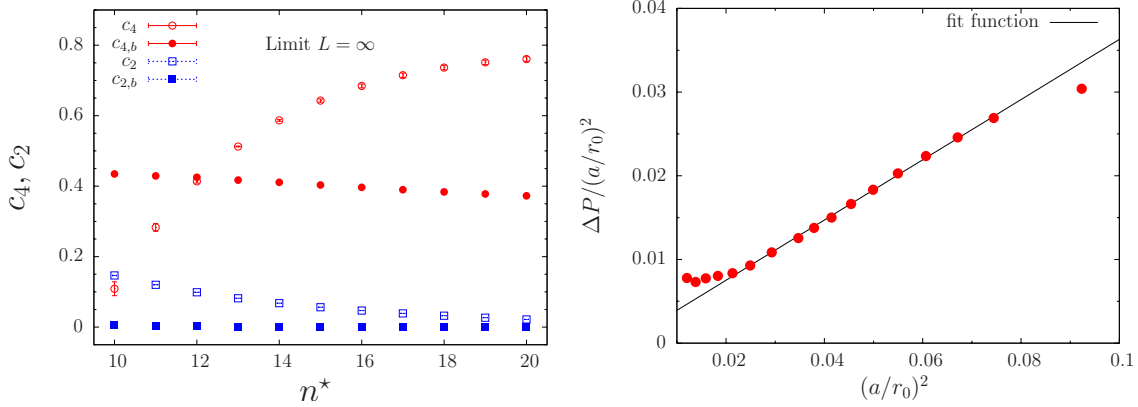 c₄
c₄,b
c₂
c₂,b
Limit L = ∞
0.8
0.6
0.4
0.2
0
c₄, c₂
10 12 14 16 18 20
n⋆
fit function
0.04
0.03
0.02
0.01
0
ΔP/(a/r₀)²
0.02 0.04 0.06 0.08 0.1
(a/r₀)²